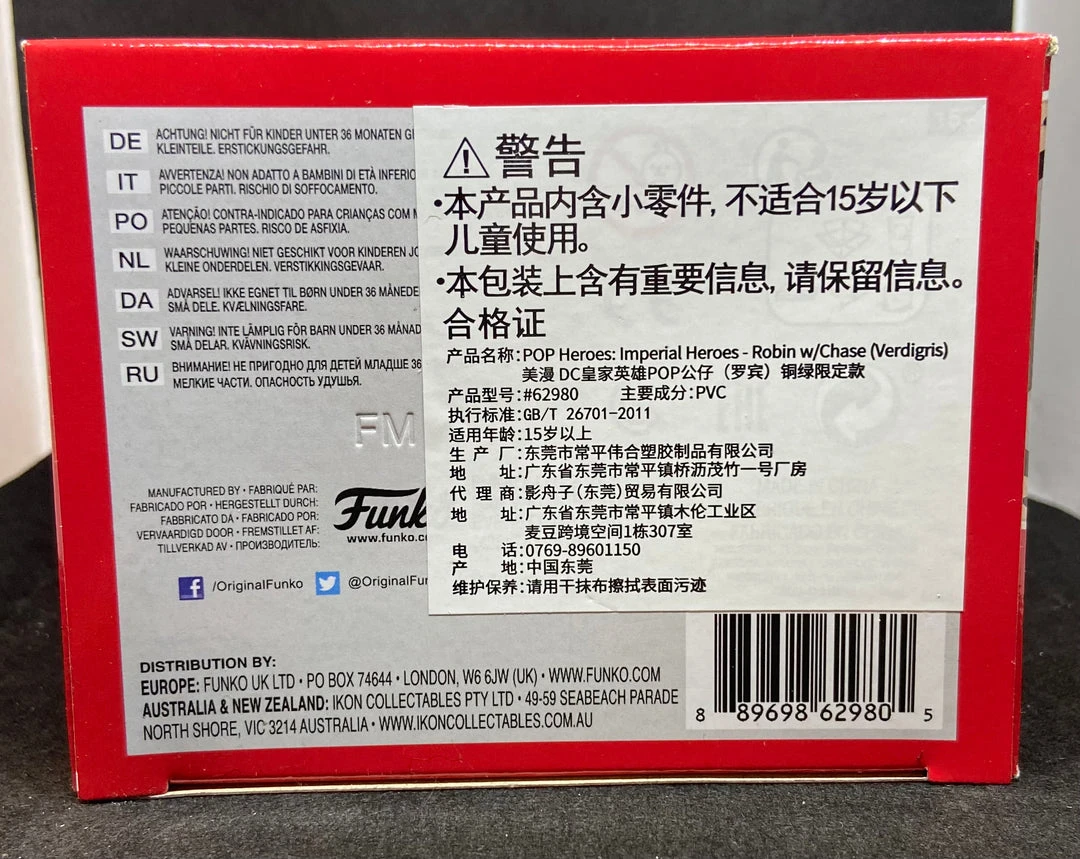 DE ACHTUNG! NICHT FÜR KINDER UNTER 36 MONATEN
KLEINTEILE. ERSTICKUNGSGEFAHR.
IT AVVERTENZA! NON ADATTO A BAMBINI DI ETÀ
PICCOLE PARTI. RISCHIO DI SOFFOCAMENTO.
PO ATENÇÃO! CONTRA-INDICADO PARA CRIANÇAS COM
PEQUENAS PARTES. RISCO DE ASFIXIA.
NL WAARSCHUWING! NIET GESCHIKT VOOR KINDEREN
KLEINE ONDERDELEN. VERSTIKKINGSGEVAAR.
DA ADVARSEL! IKKE EGNET TIL BØRN UNDER 36
SMÅ DELE. KVÆLNINGSFARE.
SW VARNING! INTE LÄMPLIG FÖR BARN UNDER 36
SMÅ DELAR. KVÄVNINGSRISK.
RU ВНИМАНИЕ! НЕ ПРИГОДНО ДЛЯ ДЕТЕЙ МЛАДШЕ 36
МЕЛКИЕ ЧАСТИ. ОПАСНОСТЬ УДУШЬЯ.
FM
MANUFACTURED BY • FABRIQUÉ PAR:
FABRICADO POR • HERGESTELLT DURCH:
FABBRICATO DA • FABRICADO POR:
VERVAARDIGD DOOR • FREMSTILLET AF:
TILLVERKAD AV • ПРОИЗВОДИТЕЛЬ:
Funk
www.funko.co
/OriginalFunko @OriginalFu
⚠警告
•本产品内含小零件, 不适合15岁以下
儿童使用。
•本包装上含有重要信息, 请保留信息。
合格证
产品名称:POP Heroes: Imperial Heroes - Robin w/Chase (Verdigris)
美漫 DC皇家英雄POP公仔（罗宾）铜绿限定款
产品型号:#62980 主要成分:PVC
执行标准:GB/T 26701-2011
适用年龄:15岁以上
生 产 厂:东莞市常平伟合塑胶制品有限公司
地 址:广东省东莞市常平镇桥沥茂竹一号厂房
代 理 商:影舟子(东莞)贸易有限公司
地 址:广东省东莞市常平镇木伦工业区
麦豆跨境空间1栋307室
电 话:0769-89601150
产 地:中国东莞
维护保养:请用干抹布擦拭表面污迹
DISTRIBUTION BY:
EUROPE: FUNKO UK LTD • PO BOX 74644 • LONDON, W6 6JW (UK) • WWW.FUNKO.COM
AUSTRALIA & NEW ZEALAND: IKON COLLECTABLES PTY LTD • 49-59 SEABEACH PARADE
NORTH SHORE, VIC 3214 AUSTRALIA • WWW.IKONCOLLECTABLES.COM.AU
8 89698 62980 5